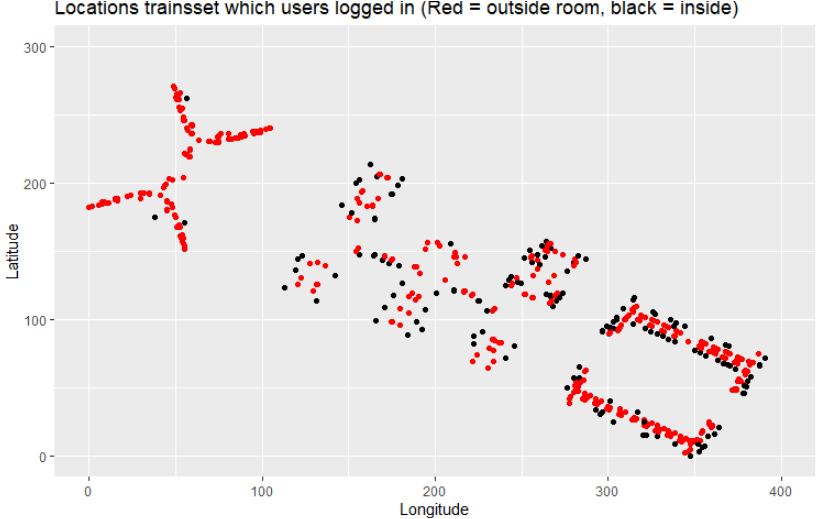 Locations trainsset which users logged in (Red = outside room, black = inside)
300
200
100
0
Latitude
0 100 200 300 400
Longitude